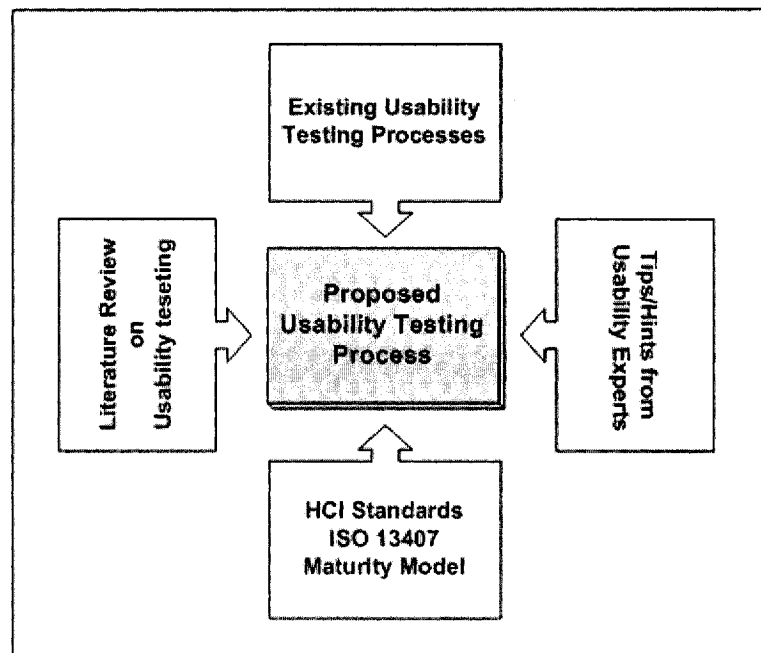 Existing Usability
Testing Processes
Literature Review
on
Usability teseting
Proposed
Usability Testing
Process
Tips/Hints from
Usability Experts
HCI Standards
ISO 13407
Maturity Model